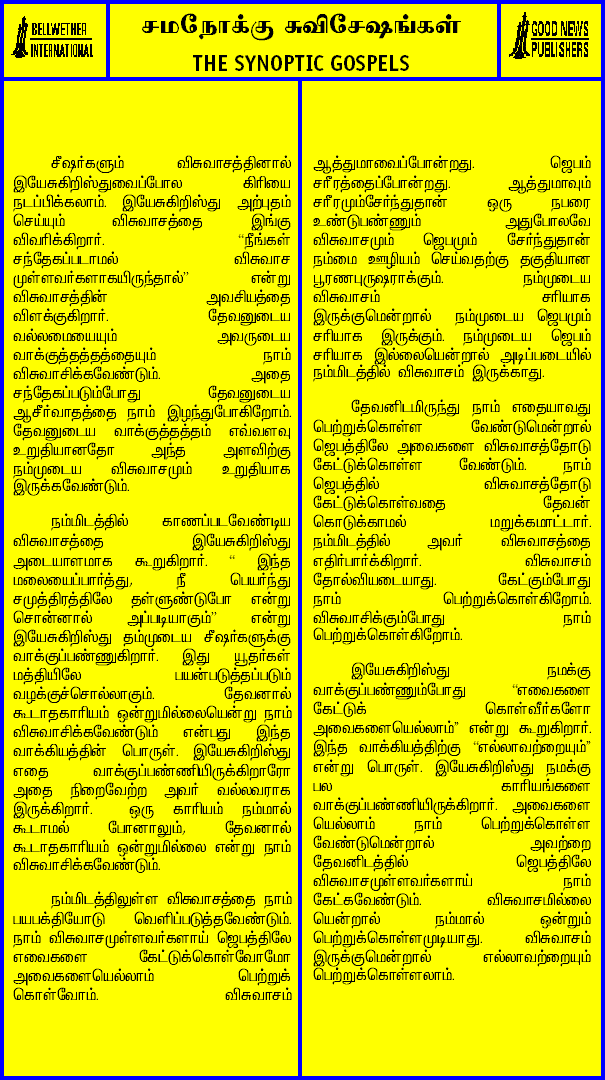 BELLWETHER
INTERNATIONAL
சமநோக்கு சுவிசேஷங்கள்
THE SYNOPTIC GOSPELS
GOOD NEWS
PUBLISHERS
சீஷர்களும் விசுவாசத்தினால்
இயேசுகிறிஸ்துவைப்போல கிரியை
நடப்பிக்கலாம். இயேசுகிறிஸ்து அற்புதம்
செய்யும் விசுவாசத்தை இங்கு
விவரிக்கிறார். “நீங்கள்
சந்தேகப்படாமல் விசுவாச
முள்ளவர்களாகயிருந்தால்” என்று
விசுவாசத்தின் அவசியத்தை
விளக்குகிறார். தேவனுடைய
வல்லமையையும் அவருடைய
வாக்குத்தத்தத்தையும் நாம்
விசுவாசிக்கவேண்டும். அதை
சந்தேகப்படும்போது தேவனுடைய
ஆசீர்வாதத்தை நாம் இழந்துபோகிறோம்.
தேவனுடைய வாக்குத்தத்தம் எவ்வளவு
உறுதியானதோ அந்த அளவிற்கு
நம்முடைய விசுவாசமும் உறுதியாக
இருக்கவேண்டும்.
நம்மிடத்தில் காணப்படவேண்டிய
விசுவாசத்தை இயேசுகிறிஸ்து
அடையாளமாக கூறுகிறார். “ இந்த
மலையைப்பார்த்து, நீ பெயர்ந்து
சமுத்திரத்திலே தள்ளுண்டுபோ என்று
சொன்னால் அப்படியாகும்” என்று
இயேசுகிறிஸ்து தம்முடைய சீஷர்களுக்கு
வாக்குப்பண்ணுகிறார். இது யூதர்கள்
மத்தியிலே பயன்படுத்தப்படும்
வழக்குச்சொல்லாகும். தேவனால்
கூடாதகாரியம் ஒன்றுமில்லையென்று நாம்
விசுவாசிக்கவேண்டும் என்பது இந்த
வாக்கியத்தின் பொருள். இயேசுகிறிஸ்து
எதை வாக்குப்பண்ணியிருக்கிறாரோ
அதை நிறைவேற்ற அவர் வல்லவராக
இருக்கிறார். ஒரு காரியம் நம்மால்
கூடாமல் போனாலும், தேவனால்
கூடாதகாரியம் ஒன்றுமில்லை என்று நாம்
விசுவாசிக்கவேண்டும்.
நம்மிடத்திலுள்ள விசுவாசத்தை நாம்
பயபக்தியோடு வெளிப்படுத்தவேண்டும்.
நாம் விசுவாசமுள்ளவர்களாய் ஜெபத்திலே
எவைகளை கேட்டுக்கொள்வோமோ
அவைகளையெல்லாம் பெற்றுக்
கொள்வோம். விசுவாசம்
ஆத்துமாவைப்போன்றது. ஜெபம்
சரீரத்தைப்போன்றது. ஆத்துமாவும்
சரீரமும்சேர்ந்துதான் ஒரு நபரை
உண்டுபண்ணும் அதுபோலவே
விசுவாசமும் ஜெபமும் சேர்ந்துதான்
நம்மை ஊழியம் செய்வதற்கு தகுதியான
பூரணபுருஷராக்கும். நம்முடைய
விசுவாசம் சரியாக
இருக்குமென்றால் நம்முடைய ஜெபமும்
சரியாக இருக்கும். நம்முடைய ஜெபம்
சரியாக இல்லையென்றால் அடிப்படையில்
நம்மிடத்தில் விசுவாசம் இருக்காது.
தேவனிடமிருந்து நாம் எதையாவது
பெற்றுக்கொள்ள வேண்டுமென்றால்
ஜெபத்திலே அவைகளை விசுவாசத்தோடு
கேட்டுக்கொள்ள வேண்டும். நாம்
ஜெபத்தில் விசுவாசத்தோடு
கேட்டுக்கொள்வதை தேவன்
கொடுக்காமல் மறுக்கமாட்டார்.
நம்மிடத்தில் அவர் விசுவாசத்தை
எதிர்பார்க்கிறார். விசுவாசம்
தோல்வியடையாது. கேட்கும்போது
நாம் பெற்றுக்கொள்கிறோம்.
விசுவாசிக்கும்போது நாம்
பெற்றுக்கொள்கிறோம்.
இயேசுகிறிஸ்து நமக்கு
வாக்குப்பண்ணும்போது “எவைகளை
கேட்டுக் கொள்வீர்களோ
அவைகளையெல்லாம்” என்று கூறுகிறார்.
இந்த வாக்கியத்திற்கு “எல்லாவற்றையும்”
என்று பொருள். இயேசுகிறிஸ்து நமக்கு
பல காரியங்களை
வாக்குப்பண்ணியிருக்கிறார். அவைகளை
யெல்லாம் நாம் பெற்றுக்கொள்ள
வேண்டுமென்றால் அவற்றை
தேவனிடத்தில் ஜெபத்திலே
விசுவாசமுள்ளவர்களாய் நாம்
கேட்கவேண்டும். விசுவாசமில்லை
யென்றால் நம்மால் ஒன்றும்
பெற்றுக்கொள்ளமுடியாது. விசுவாசம்
இருக்குமென்றால் எல்லாவற்றையும்
பெற்றுக்கொள்ளலாம்.